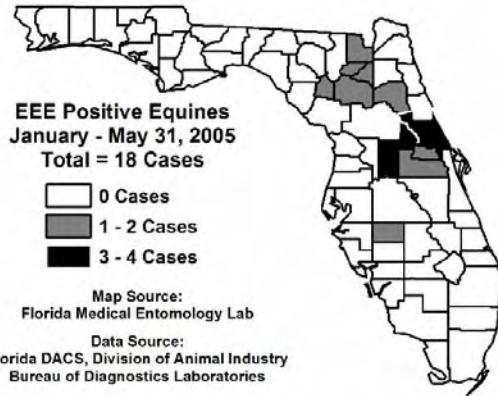 EEE Positive Equines
January - May 31, 2005
Total = 18 Cases
0 Cases
1 - 2 Cases
3 - 4 Cases
Map Source:
Florida Medical Entomology Lab
Data Source:
orida DACS, Division of Animal Industry
Bureau of Diagnostics Laboratories